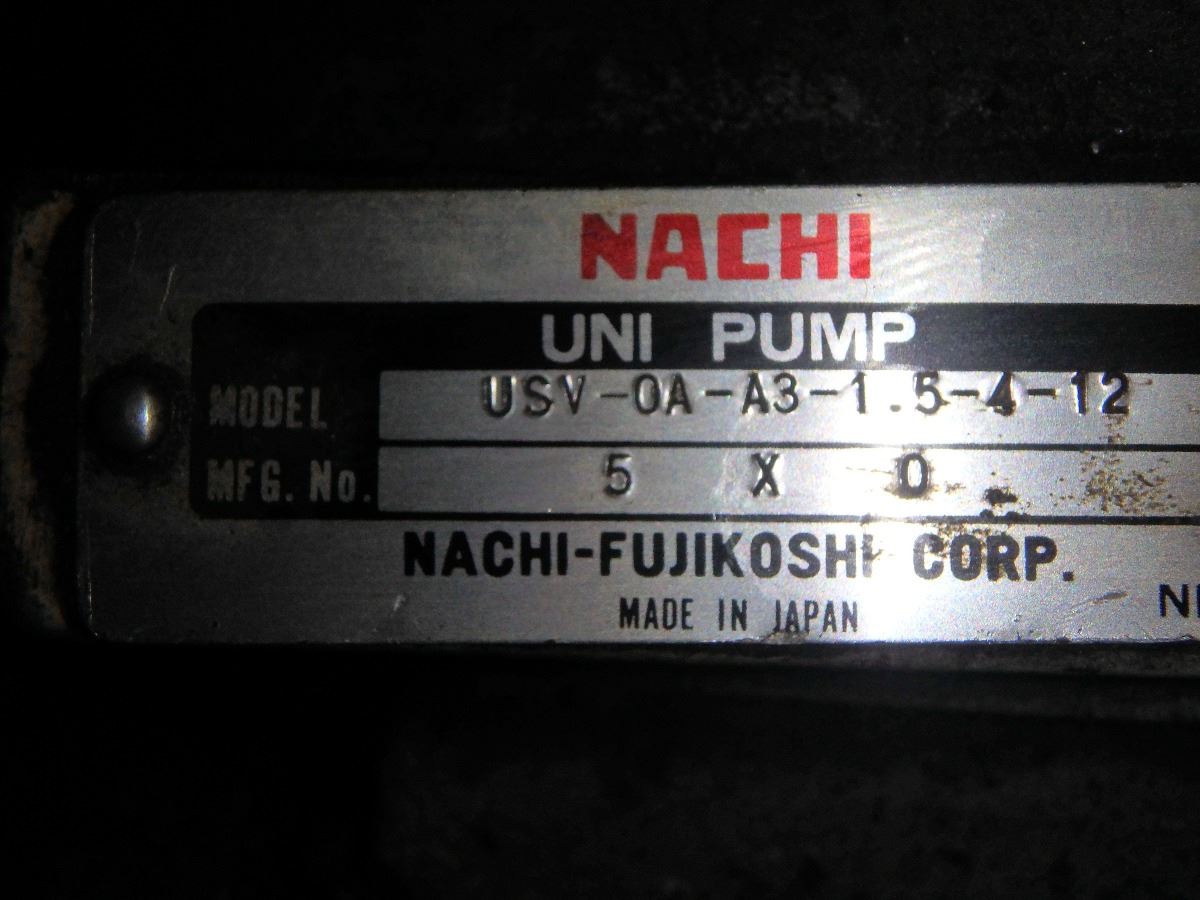 NACHI
UNI PUMP
MODEL USV-0A-A3-1.5-4-12
MFG. No. 5 X 0
NACHI-FUJIKOSHI CORP.
MADE IN JAPAN